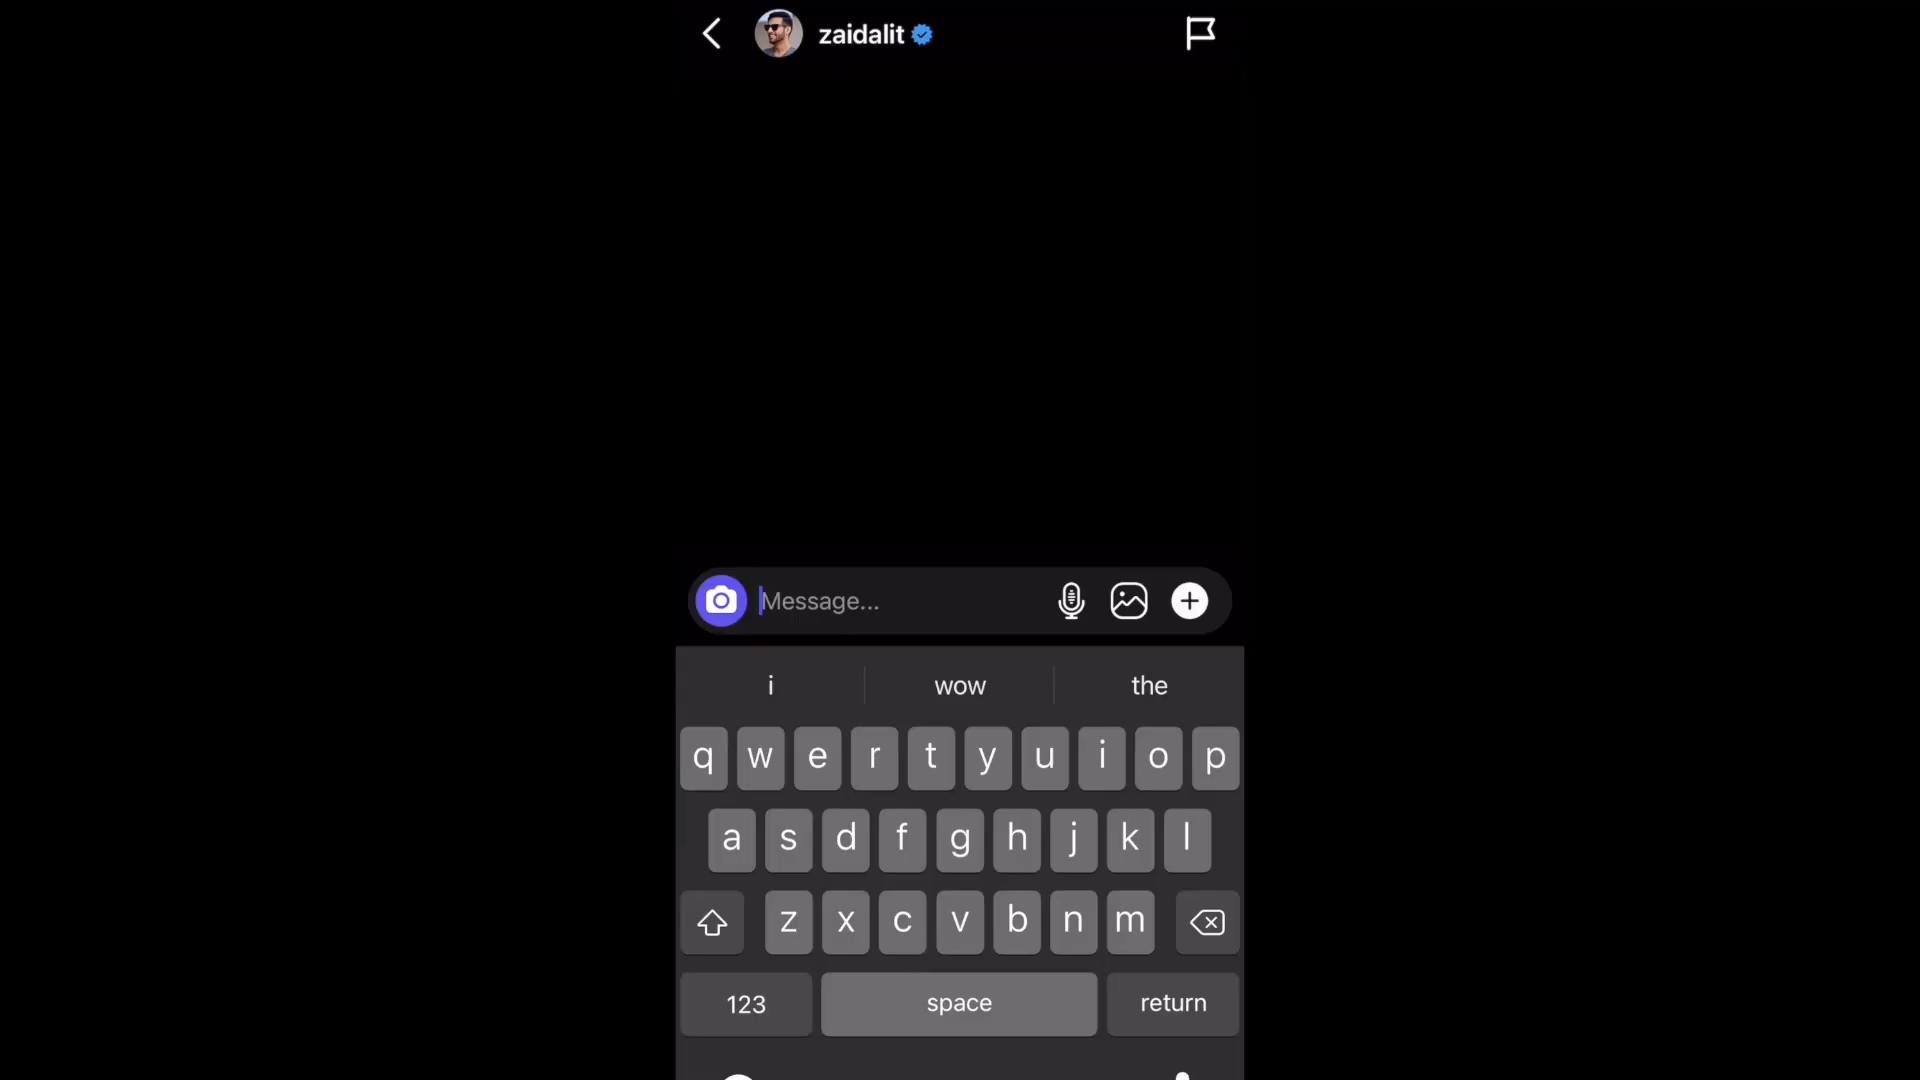 zaidalit
Message...
i wow the
q w e r t y u i o p
a s d f g h j k l
z x c v b n m
123 space return